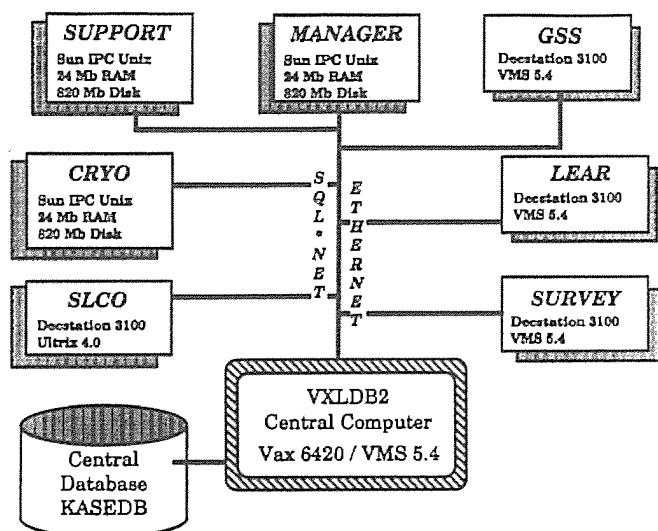 SUPPORT
Sun IPC Unix
24 Mb RAM
820 Mb Disk
MANAGER
Sun IPC Unix
24 Mb RAM
820 Mb Disk
GSS
Decstation 3100
VMS 5.4
CRYO
Sun IPC Unix
24 Mb RAM
820 Mb Disk
SQL*NET
ETHERNET
LEAR
Decstation 3100
VMS 5.4
SLCO
Decstation 3100
Ultrix 4.0
SURVEY
Decstation 3100
VMS 5.4
VXLDB2
Central Computer
Vax 6420 / VMS 5.4
Central
Database
KASEDB